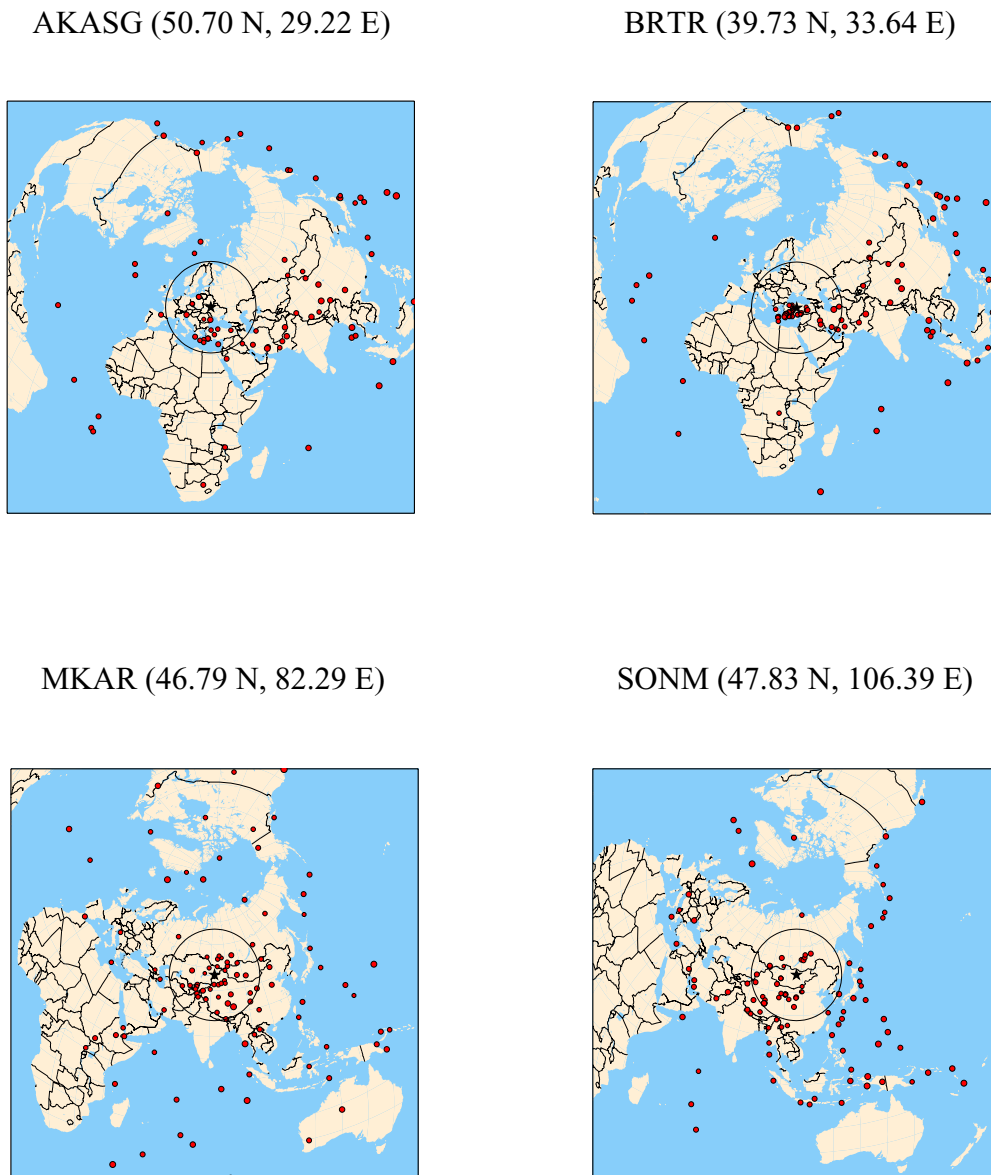 AKASG (50.70 N, 29.22 E)
BRTR (39.73 N, 33.64 E)
MKAR (46.79 N, 82.29 E)
SONM (47.83 N, 106.39 E)